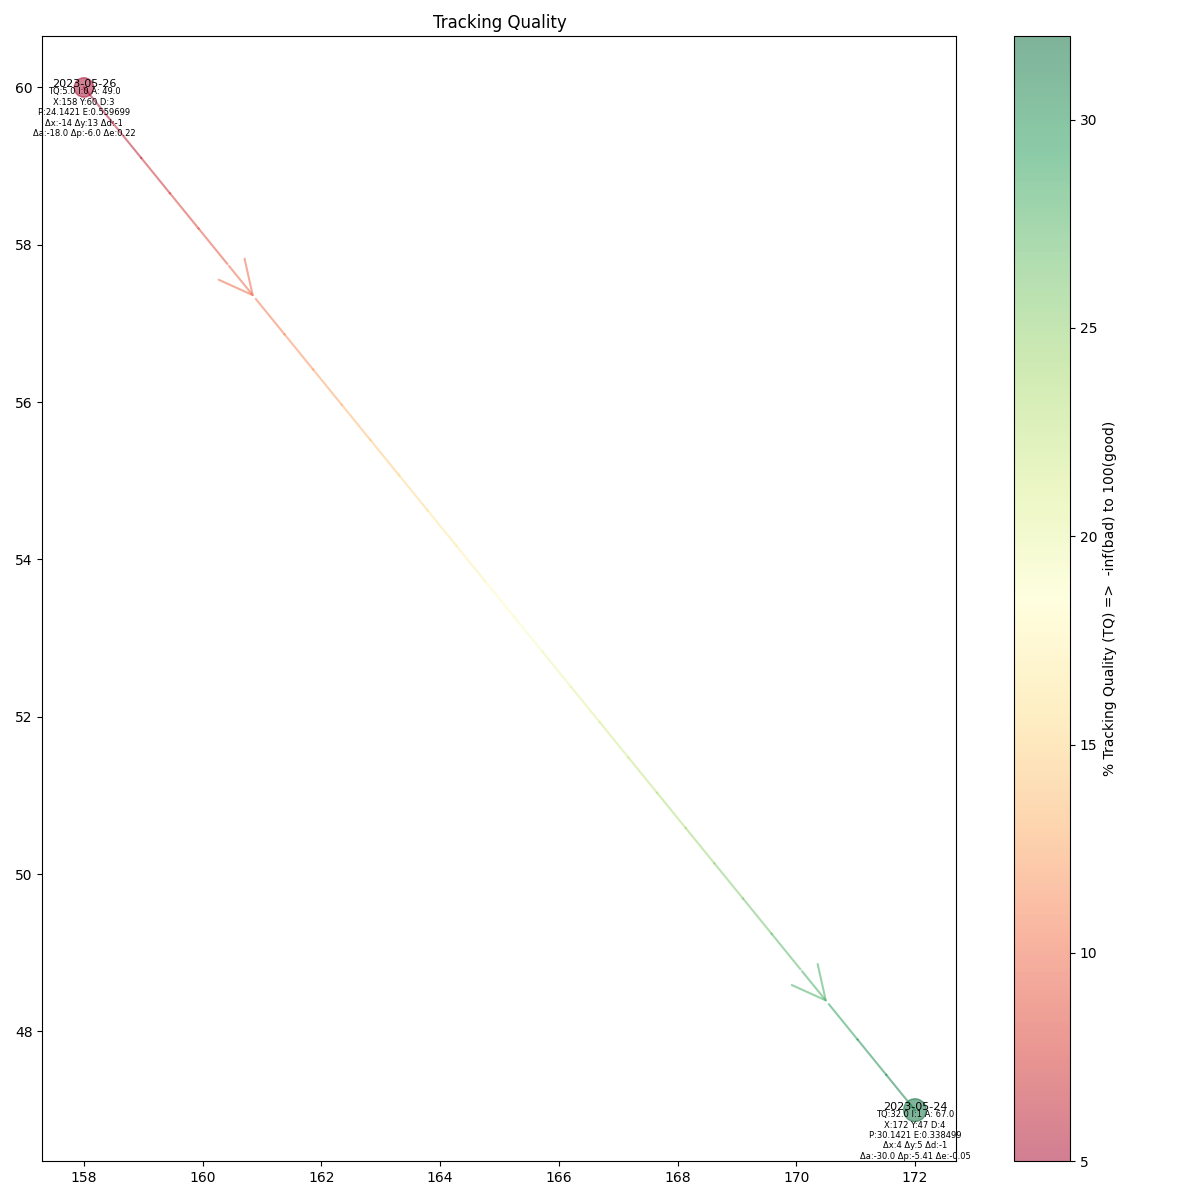 Tracking Quality
2023-05-26
TQ:5.0 I:0 A: 49.0
X:158 Y:60 D:3
P:24.1421 E:0.559699
Δx:-14 Δy:13 Δd:-1
Δa:-18.0 Δp:-6.0 Δe:0.22
2023-05-24
TQ:32.0 I:1 A: 67.0
X:172 Y:47 D:4
P:30.1421 E:0.338499
Δx:4 Δy:5 Δd:-1
Δa:-30.0 Δp:-5.41 Δe:-0.05
60
58
56
54
52
50
48
158 160 162 164 166 168 170 172
30
25
20
15
10
5
% Tracking Quality (TQ) => -inf(bad) to 100(good)